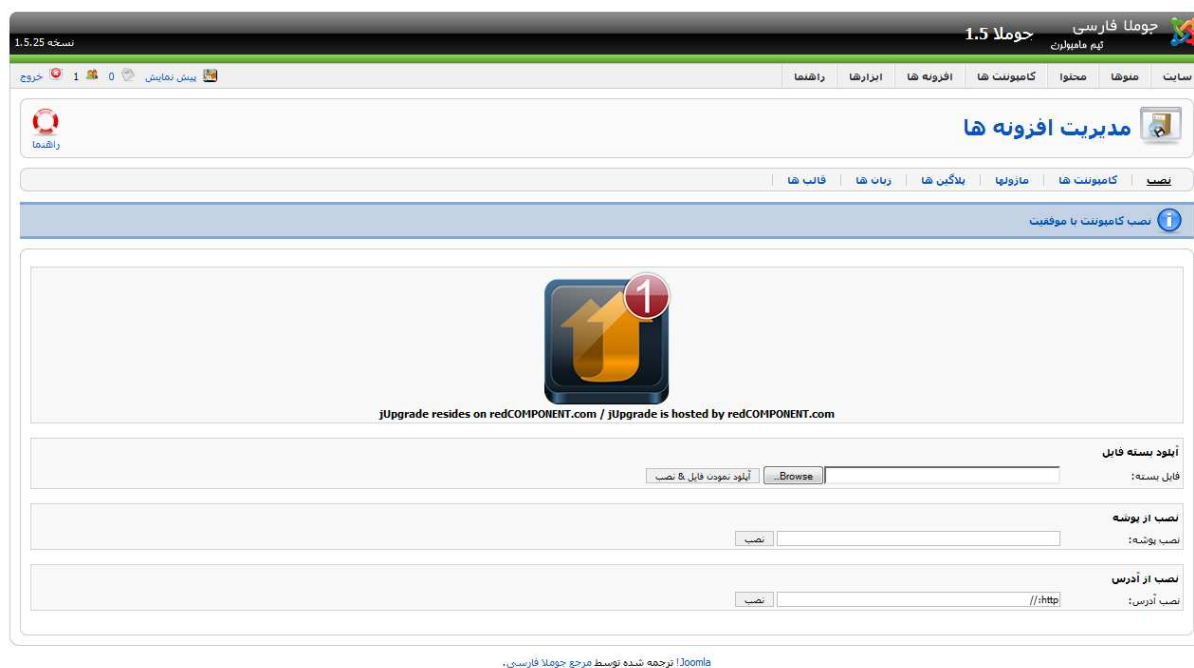 جوملا فارسی
تیم مامبولرن
جوملا 1.5
نسخه 1.5.25
سایت منوها محتوا کامپوننت ها افزونه ها ابزارها راهنما
پیش نمایش 0 1 خروج
مدیریت افزونه ها
راهنما
نصب کامپوننت ها ماژولها پلاگین ها زبان ها قالب ها
نصب کامپوننت با موفقیت
1
jUpgrade resides on redCOMPONENT.com / jUpgrade is hosted by redCOMPONENT.com
آپلود بسته فایل
فایل بسته: Browse.. آپلود نمودن فایل & نصب
نصب از پوشه
نصب پوشه: نصب
نصب از آدرس
نصب آدرس: http:// نصب
Joomla! ترجمه شده توسط مرجع جوملا فارسی.